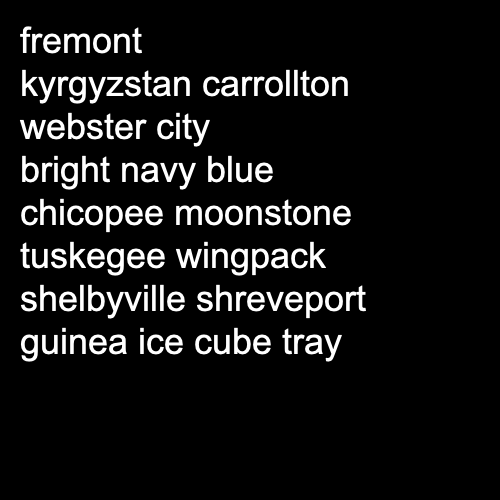 fremont
kyrgyzstan carrollton
webster city
bright navy blue
chicopee moonstone
tuskegee wingpack
shelbyville shreveport
guinea ice cube tray